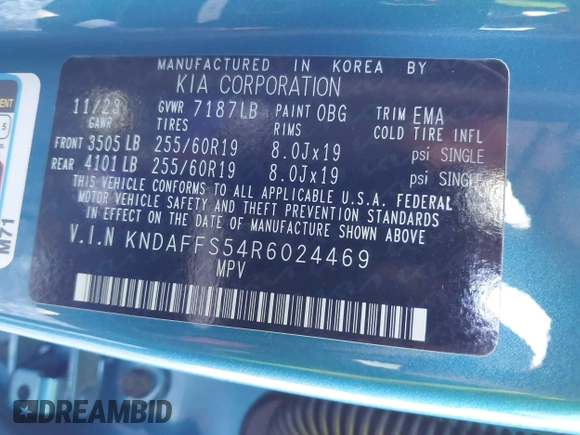 MANUFACTURED IN KOREA BY
KIA CORPORATION
11/23 GVWR 7187LB PAINT OBG TRIM EMA
GAWR TIRES RIMS COLD TIRE INFL
FRONT 3505 LB 255/60R19 8.0Jx19 psi SINGLE
REAR 4101 LB 255/60R19 8.0Jx19 psi SINGLE
THIS VEHICLE CONFORMS TO ALL APPLICABLE U.S.A. FEDERAL
MOTOR VEHICLE SAFETY AND THEFT PREVENTION STANDARDS
IN EFFECT ON THE DATE OF MANUFACTURE SHOWN ABOVE.
V.I.N KNDAFFS54R6024469
MPV
5
M71
DREAMBID